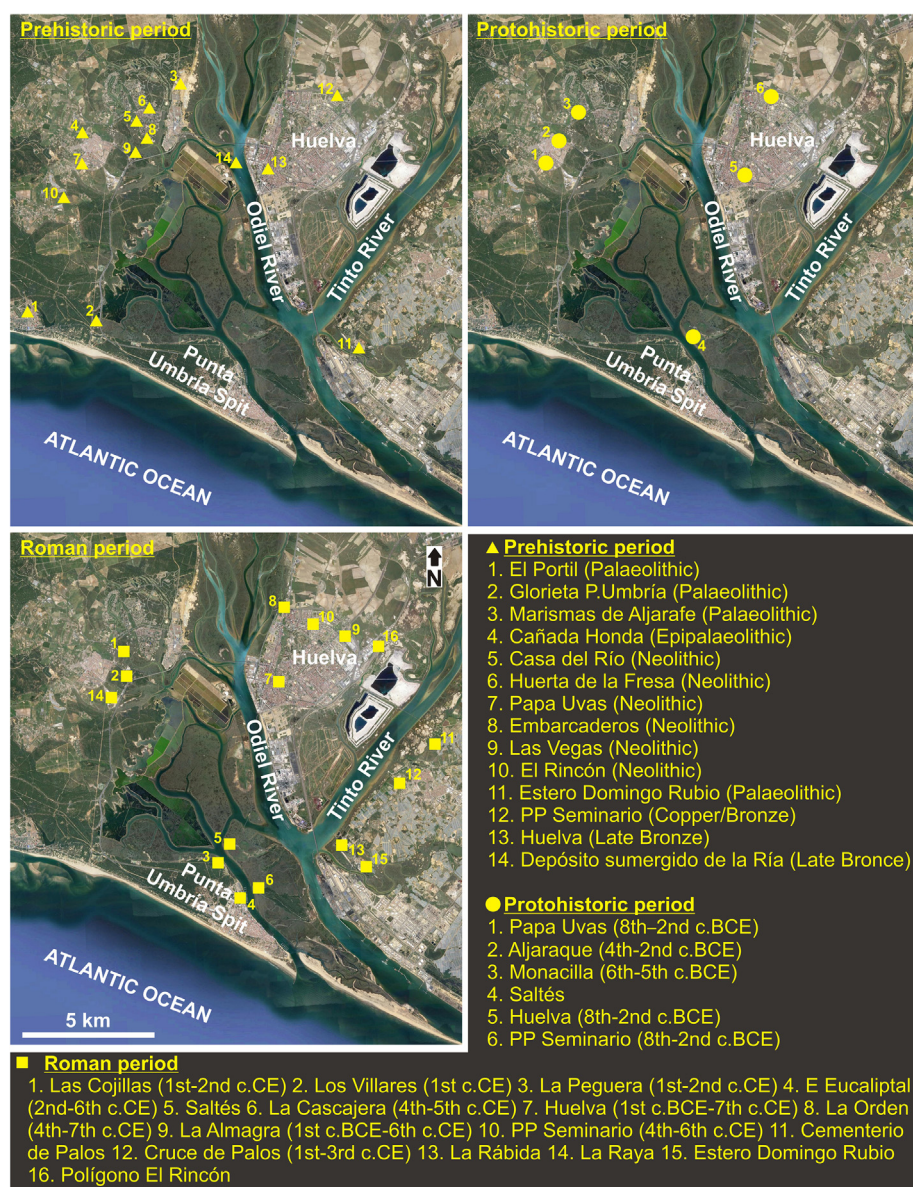 Prehistoric period
3
6
5
4
8
9
7
10
14
13
12
Huelva
Odiel River
Tinto River
1
2
11
Punta
Umbría Spit
ATLANTIC OCEAN
Protohistoric period
3
2
1
6
Huelva
5
Odiel River
Tinto River
4
Punta
Umbría Spit
ATLANTIC OCEAN
Roman period
N
8
10
9
16
Huelva
1
2
14
7
Odiel River
Tinto River
11
12
13
15
5
3
6
4
Punta
Umbría Spit
ATLANTIC OCEAN
5 km
Prehistoric period
1. El Portil (Palaeolithic)
2. Glorieta P.Umbría (Palaeolithic)
3. Marismas de Aljarafe (Palaeolithic)
4. Cañada Honda (Epipalaeolithic)
5. Casa del Río (Neolithic)
6. Huerta de la Fresa (Neolithic)
7. Papa Uvas (Neolithic)
8. Embarcaderos (Neolithic)
9. Las Vegas (Neolithic)
10. El Rincón (Neolithic)
11. Estero Domingo Rubio (Palaeolithic)
12. PP Seminario (Copper/Bronze)
13. Huelva (Late Bronze)
14. Depósito sumergido de la Ría (Late Bronce)
Protohistoric period
1. Papa Uvas (8th–2nd c.BCE)
2. Aljaraque (4th-2nd c.BCE)
3. Monacilla (6th-5th c.BCE)
4. Saltés
5. Huelva (8th-2nd c.BCE)
6. PP Seminario (8th-2nd c.BCE)
Roman period
1. Las Cojillas (1st-2nd c.CE) 2. Los Villares (1st c.CE) 3. La Peguera (1st-2nd c.CE) 4. E Eucaliptal
(2nd-6th c.CE) 5. Saltés 6. La Cascajera (4th-5th c.CE) 7. Huelva (1st c.BCE-7th c.CE) 8. La Orden
(4th-7th c.CE) 9. La Almagra (1st c.BCE-6th c.CE) 10. PP Seminario (4th-6th c.CE) 11. Cementerio
de Palos 12. Cruce de Palos (1st-3rd c.CE) 13. La Rábida 14. La Raya 15. Estero Domingo Rubio
16. Polígono El Rincón